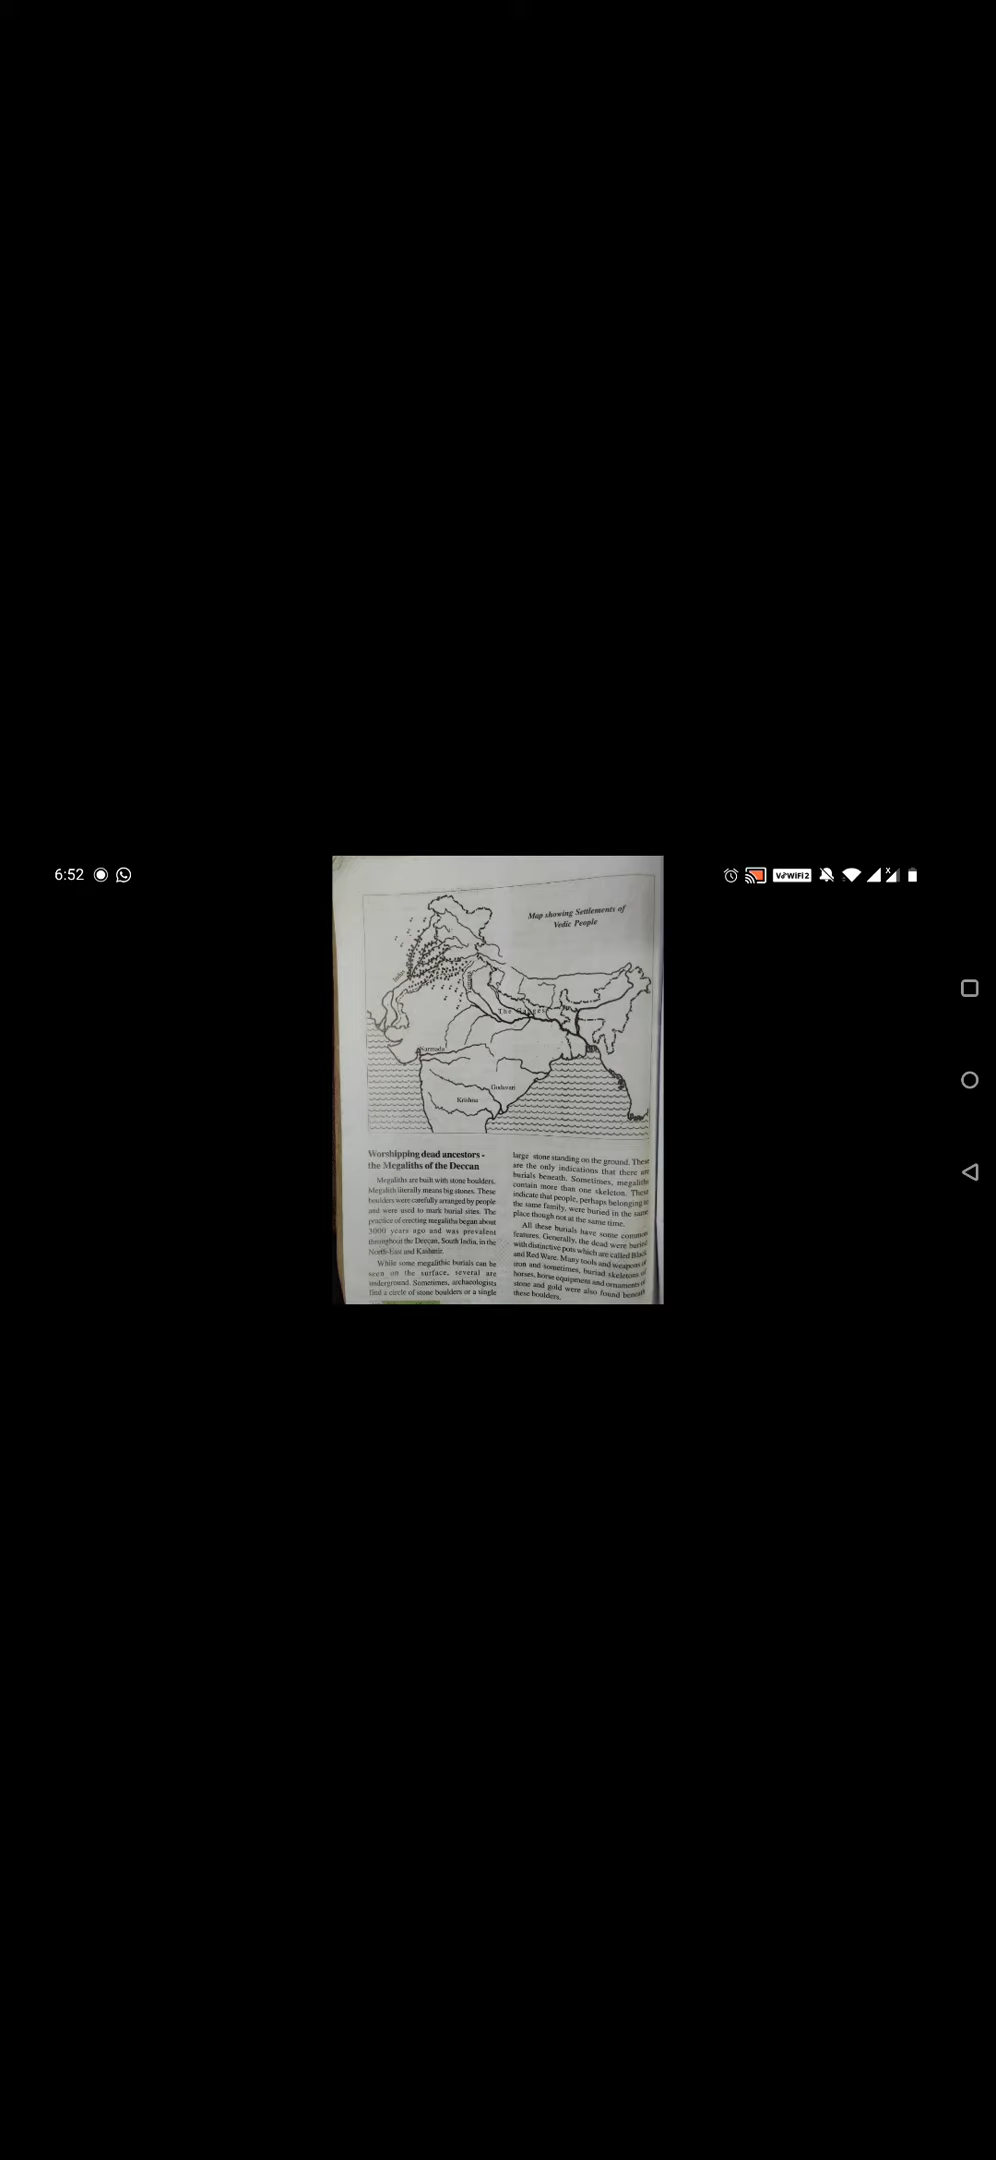 6:52
VoWiFi2
Map showing Settlements of
Vedic People
Indus
The Ganges
Narmada
Godavari
Krishna
Worshipping dead ancestors -
the Megaliths of the Deccan
Megaliths are built with stone boulders.
Megalith literally means big stones. These
boulders were carefully arranged by people
and were used to mark burial sites. The
practice of erecting megaliths began about
3000 years ago and was prevalent
throughout the Deccan, South India, in the
North-East and Kashmir.
While some megalithic burials can be
seen on the surface, several are
underground. Sometimes, archaeologists
find a circle of stone boulders or a single
large stone standing on the ground. These
are the only indications that there are
burials beneath. Sometimes, megaliths
contain more than one skeleton. These
indicate that people, perhaps belonging to
the same family, were buried in the same
place though not at the same time.
All these burials have some common
features. Generally, the dead were buried
with distinctive pots which are called Black
and Red Ware. Many tools and weapons of
iron and sometimes, buried skeletons of
horses, horse equipment and ornaments of
stone and gold were also found beneath
these boulders.